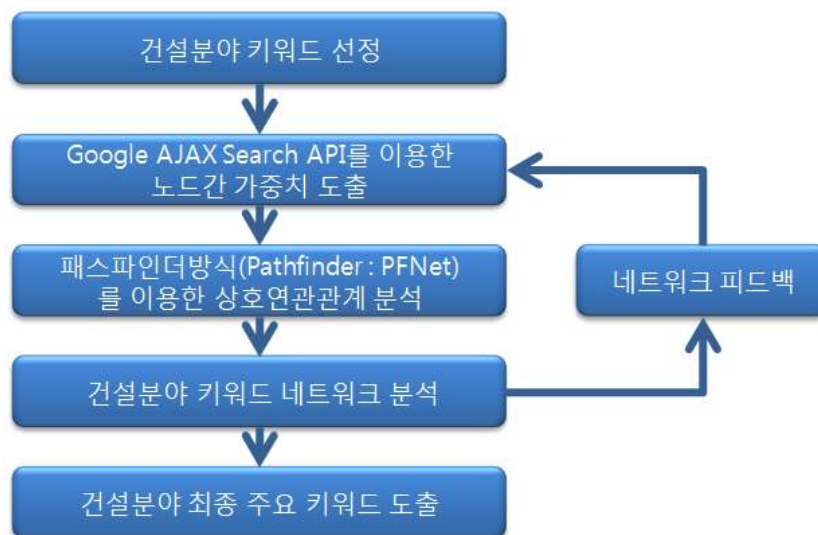 건설분야 키워드 선정
Google AJAX Search API를 이용한
노드간 가중치 도출
패스파인더방식(Pathfinder : PFNet)
를 이용한 상호연관관계 분석
네트워크 피드백
건설분야 키워드 네트워크 분석
건설분야 최종 주요 키워드 도출